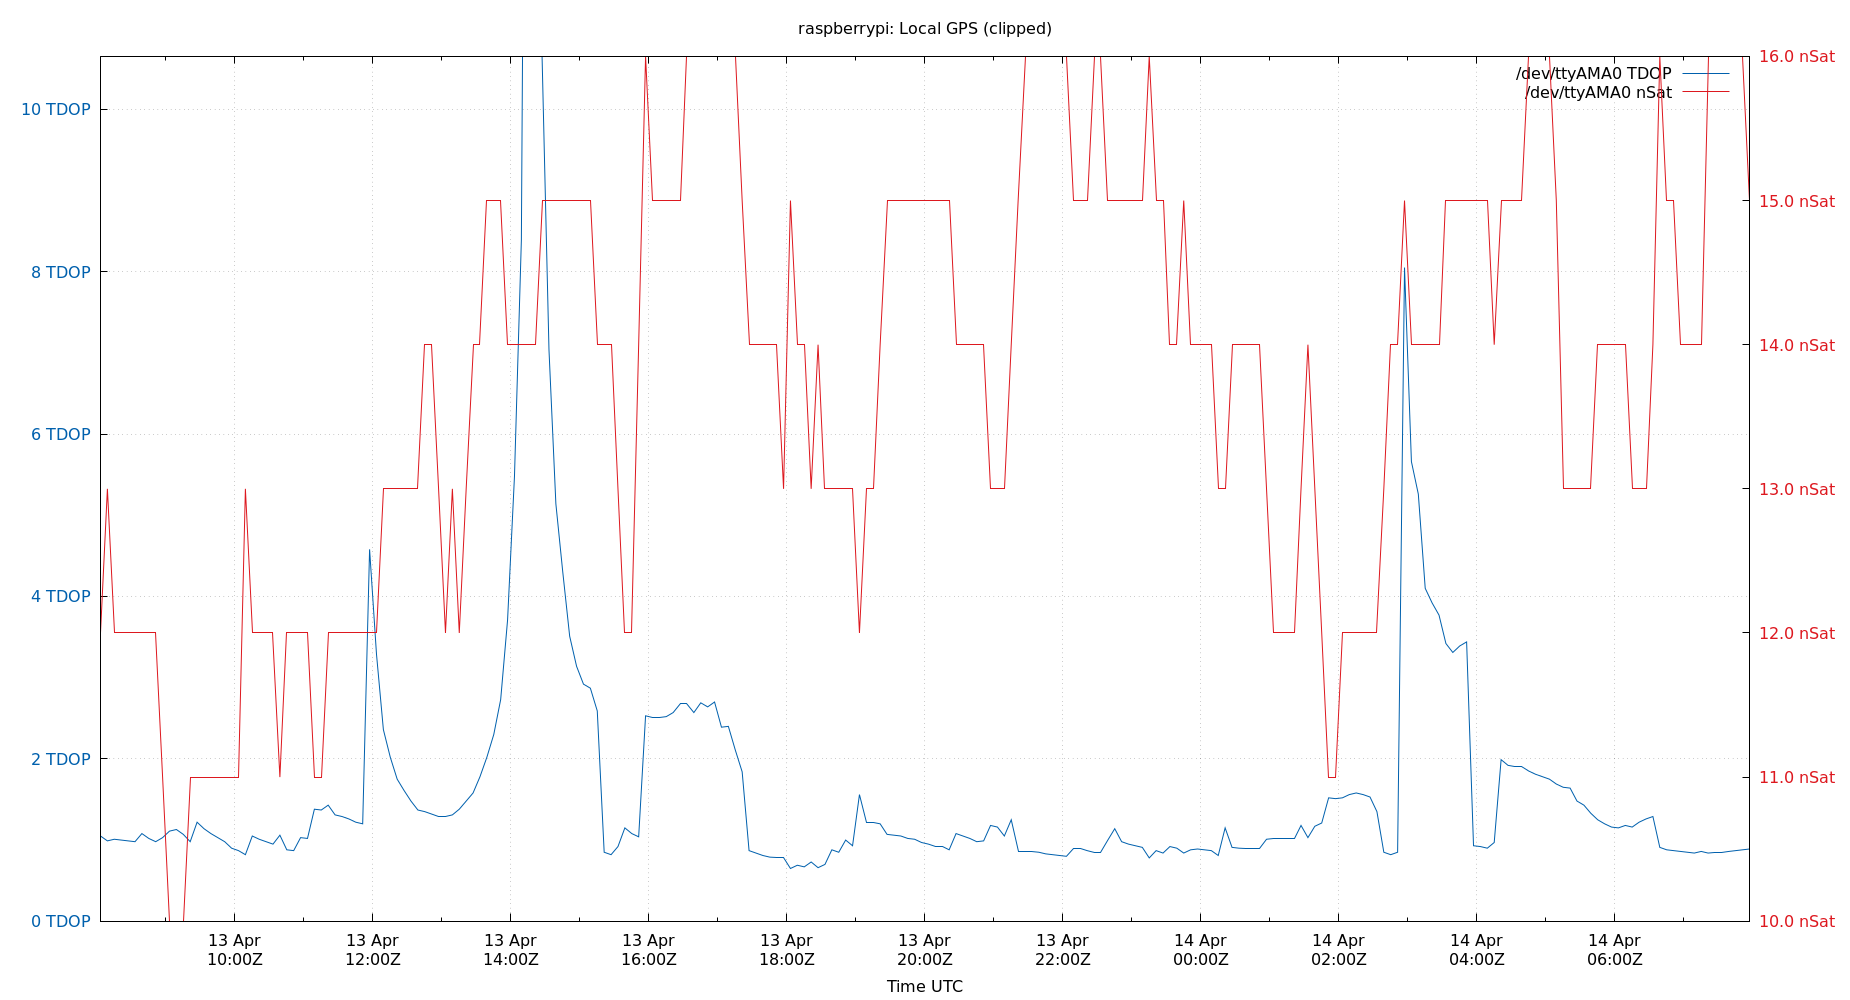 raspberrypi: Local GPS (clipped)
/dev/ttyAMA0 TDOP
/dev/ttyAMA0 nSat
10 TDOP
8 TDOP
6 TDOP
4 TDOP
2 TDOP
0 TDOP
16.0 nSat
15.0 nSat
14.0 nSat
13.0 nSat
12.0 nSat
11.0 nSat
10.0 nSat
13 Apr
10:00Z
13 Apr
12:00Z
13 Apr
14:00Z
13 Apr
16:00Z
13 Apr
18:00Z
13 Apr
20:00Z
13 Apr
22:00Z
14 Apr
00:00Z
14 Apr
02:00Z
14 Apr
04:00Z
14 Apr
06:00Z
Time UTC